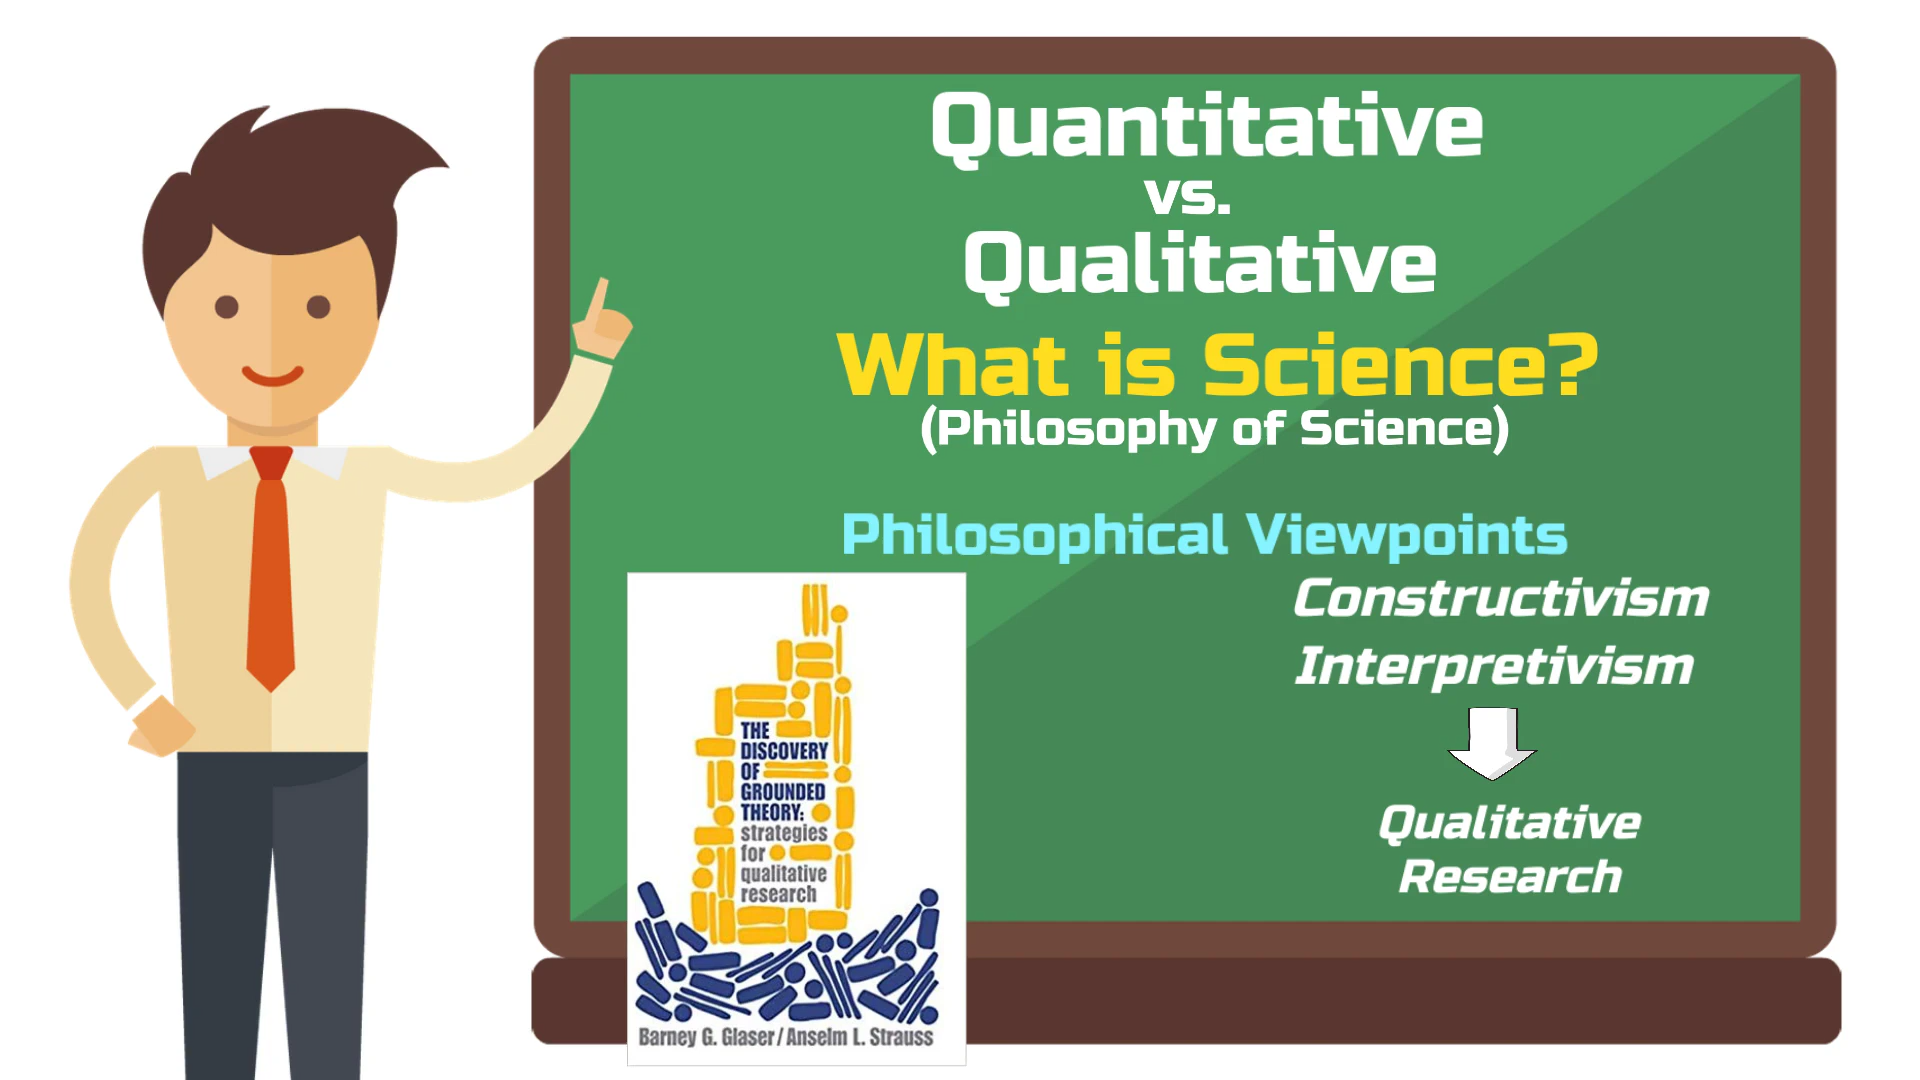 Quantitative
vs.
Qualitative
What is Science?
(Philosophy of Science)
Philosophical Viewpoints
Constructivism
Interpretivism
Qualitative
Research
THE
DISCOVERY
OF
GROUNDED
THEORY:
strategies
for
qualitative
research
Barney G. Glaser/Anselm L. Strauss